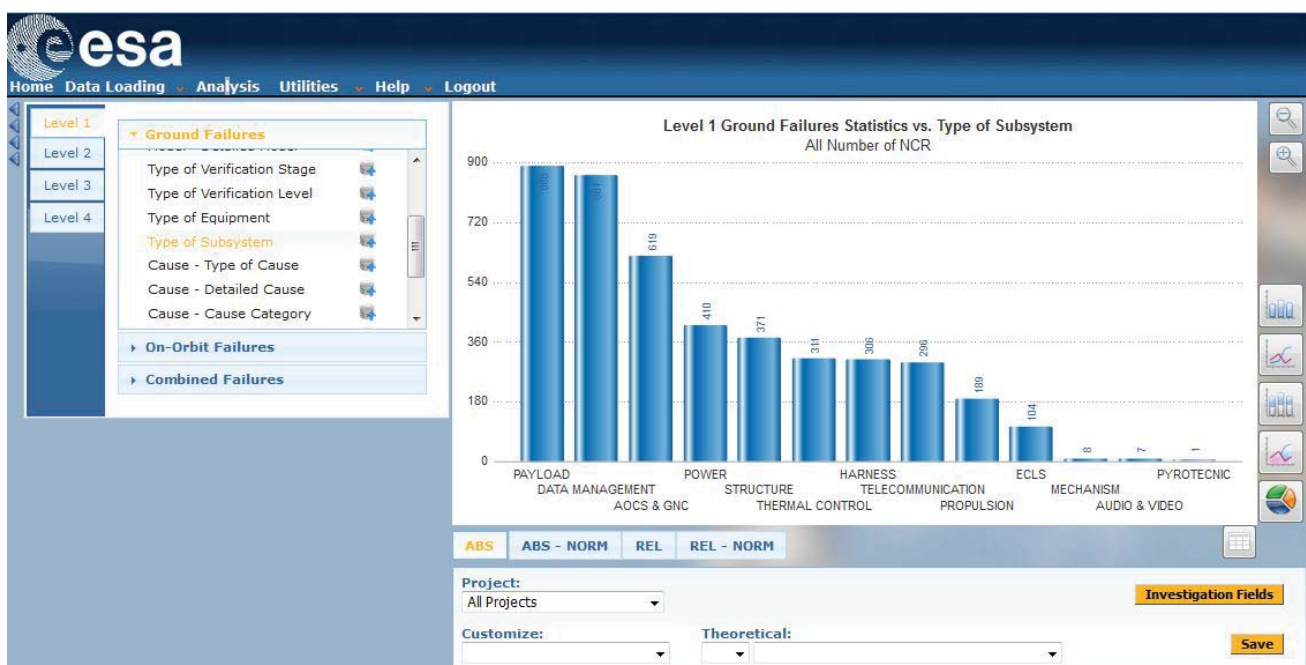 esa
Home Data Loading Analysis Utilities Help Logout
Level 1
Level 2
Level 3
Level 4
Ground Failures
Type of Verification Stage
Type of Verification Level
Type of Equipment
Type of Subsystem
Cause - Type of Cause
Cause - Detailed Cause
Cause - Cause Category
On-Orbit Failures
Combined Failures
Level 1 Ground Failures Statistics vs. Type of Subsystem
All Number of NCR
900
720
540
360
180
0
861
619
410
371
311
306
296
189
104
8
7
1
PAYLOAD POWER HARNESS ECLS PYROTECNIC
DATA MANAGEMENT STRUCTURE TELECOMMUNICATION MECHANISM
AOCS & GNC THERMAL CONTROL PROPULSION AUDIO & VIDEO
ABS ABS - NORM REL REL - NORM
Project:
All Projects
Investigation Fields
Customize: Theoretical:
Save